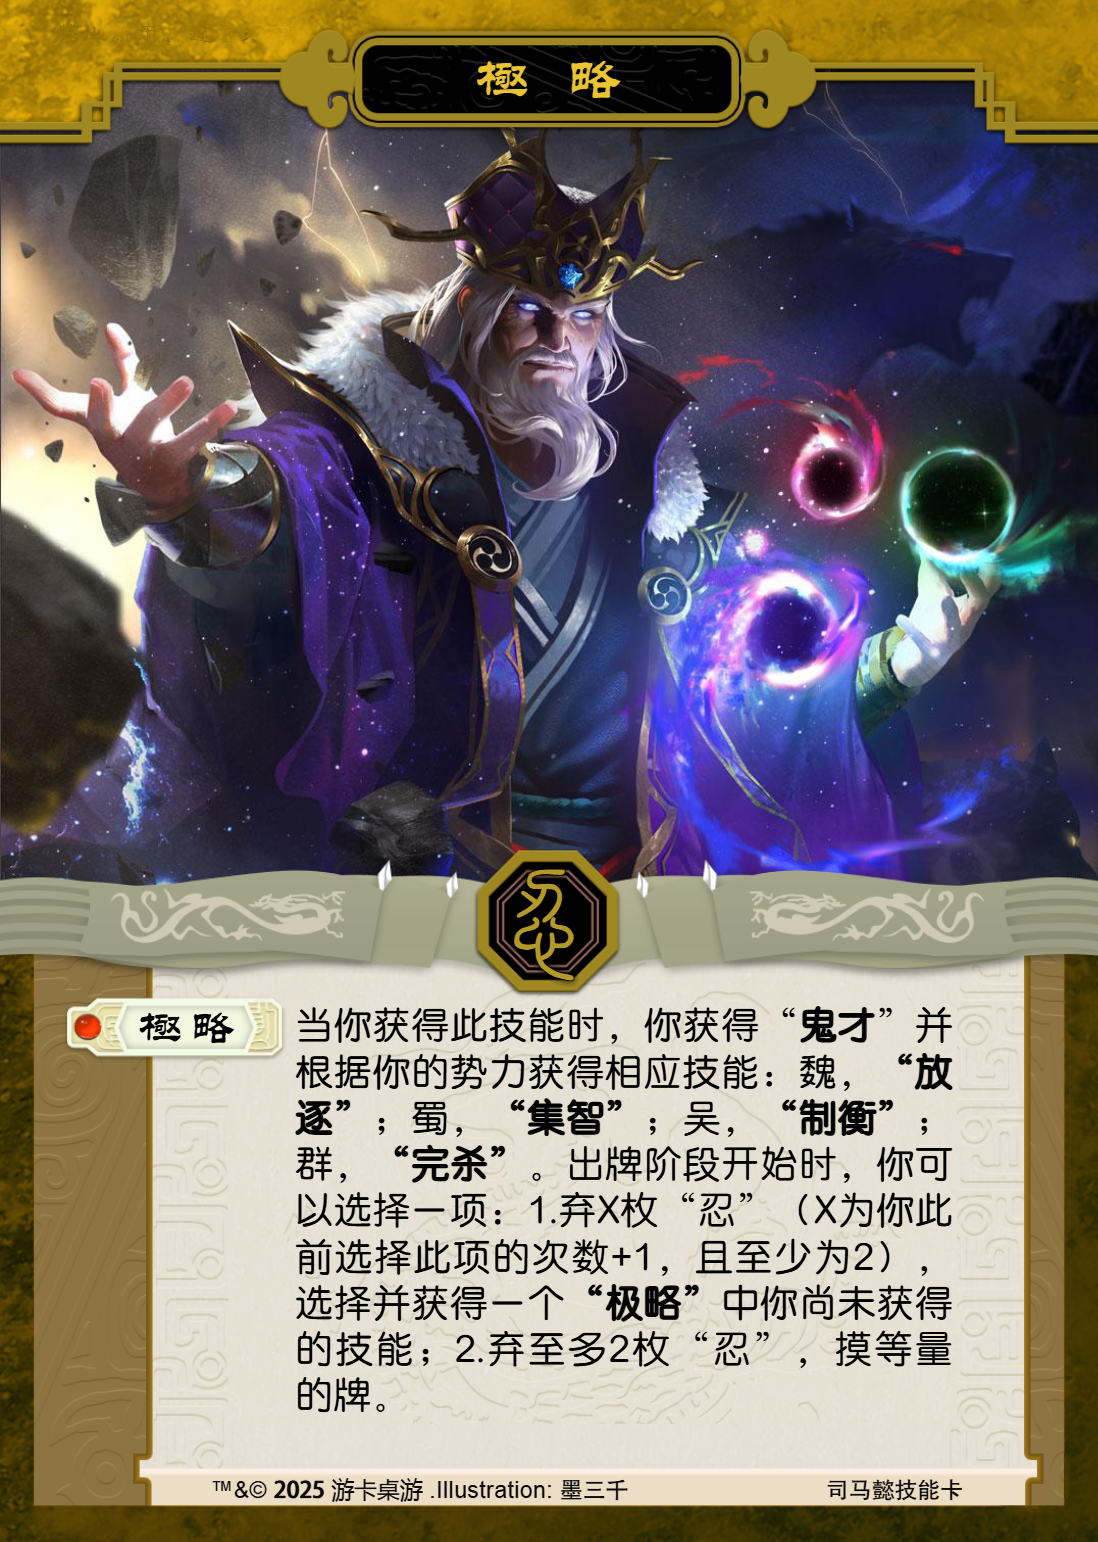 極 略
忍
極 略
当你获得此技能时，你获得“鬼才”并
根据你的势力获得相应技能：魏，“放
逐”；蜀，“集智”；吴，“制衡”；
群，“完杀”。出牌阶段开始时，你可
以选择一项：1.弃X枚“忍”（X为你此
前选择此项的次数+1，且至少为2），
选择并获得一个“极略”中你尚未获得
的技能；2.弃至多2枚“忍”，摸等量
的牌。
™&© 2025 游卡桌游 .Illustration: 墨三千
司马懿技能卡